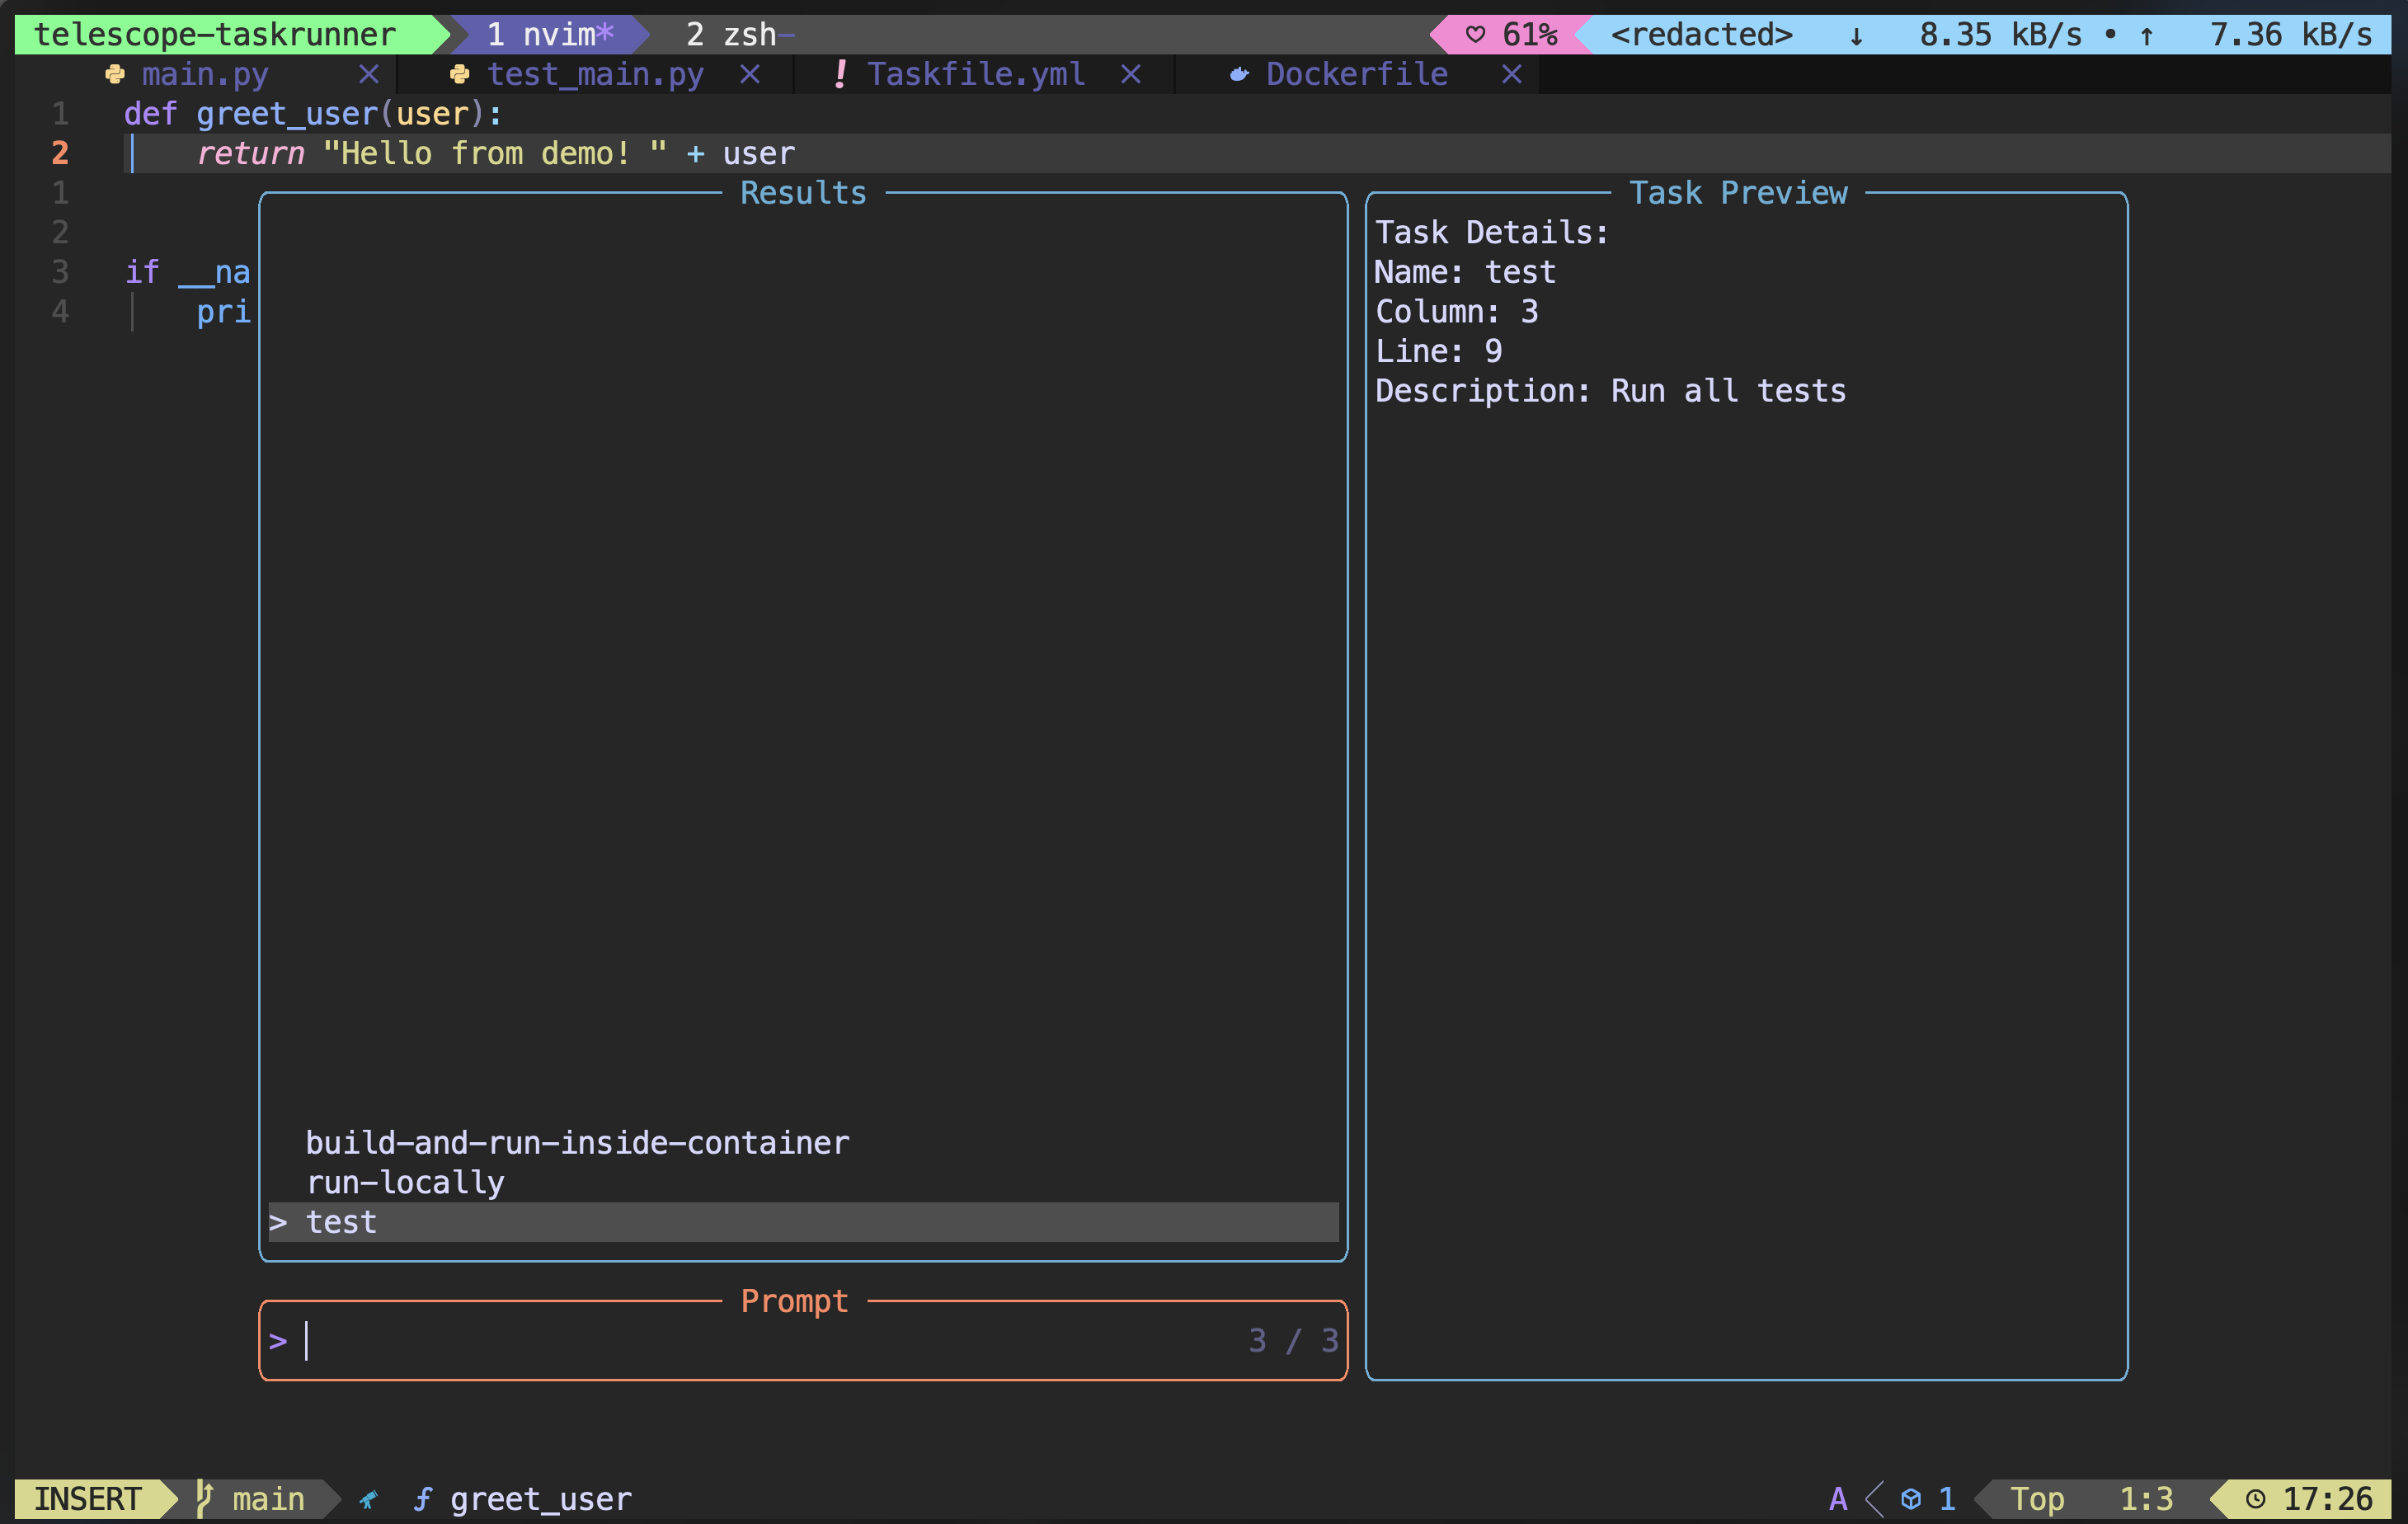 telescope-taskrunner 1 nvim* 2 zsh- ♡ 61% <redacted> ↓ 8.35 kB/s • ↑ 7.36 kB/s
main.py × test_main.py × ! Taskfile.yml × Dockerfile ×
1 def greet_user(user):
2 return "Hello from demo! " + user
1
2
3 if __na
4 pri
Results
build-and-run-inside-container
run-locally
> test
Prompt
> 3 / 3
Task Preview
Task Details:
Name: test
Column: 3
Line: 9
Description: Run all tests
INSERT main greet_user A 1 Top 1:3 17:26